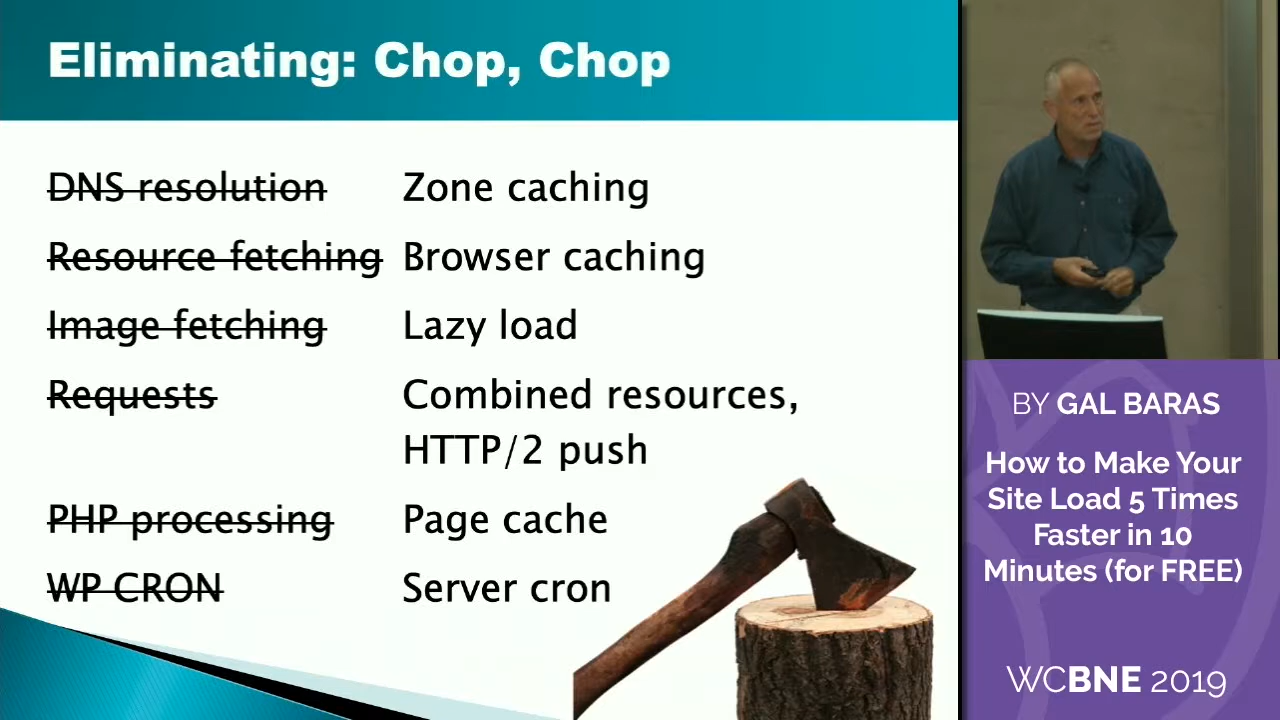 Eliminating: Chop, Chop
DNS resolution Zone caching
Resource fetching Browser caching
Image fetching Lazy load
Requests Combined resources,
HTTP/2 push
PHP processing Page cache
WP CRON Server cron
BY GAL BARAS
How to Make Your
Site Load 5 Times
Faster in 10
Minutes (for FREE)
WCBNE 2019